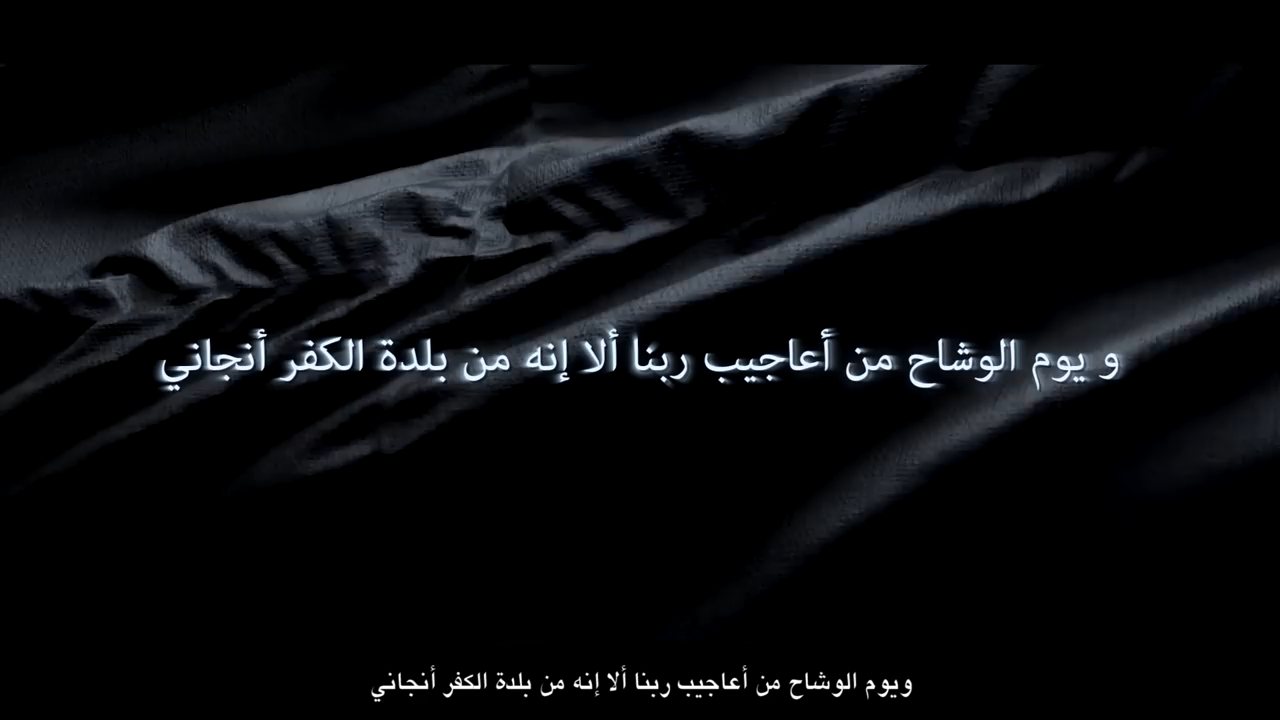 و يوم الوشاح من أعاجيب ربنا ألا إنه من بلدة الكفر أنجاني
ويوم الوشاح من أعاجيب ربنا ألا إنه من بلدة الكفر أنجاني